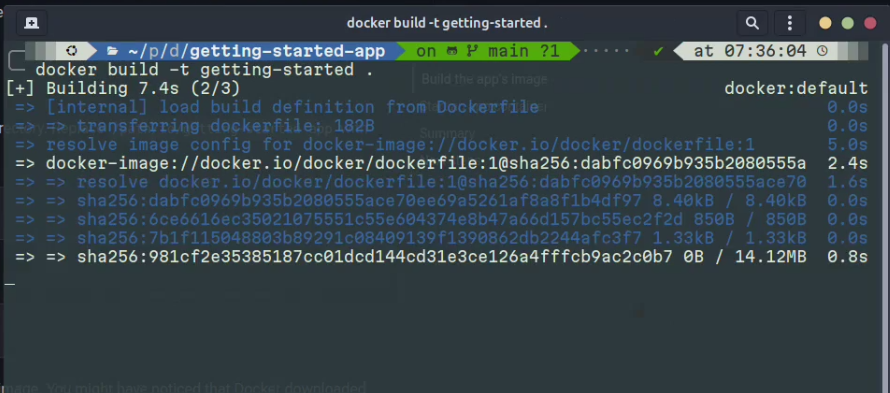 docker build -t getting-started .
~/p/d/getting-started-app on main ?1 ····· ✔ at 07:36:04
docker build -t getting-started .
Build the app's image
[+] Building 7.4s (2/3) docker:default
=> [internal] load build definition from Dockerfile 0.0s
=> => transferring dockerfile: 182B 0.0s
Summary
=> resolve image config for docker-image://docker.io/docker/dockerfile:1 5.0s
=> docker-image://docker.io/docker/dockerfile:1@sha256:dabfc0969b935b2080555a 2.4s
=> => resolve docker.io/docker/dockerfile:1@sha256:dabfc0969b935b2080555ace70 1.6s
=> => sha256:dabfc0969b935b2080555ace70ee69a5261af8a8f1b4df97 8.40kB / 8.40kB 0.0s
=> => sha256:6ce6616ec35021075551c55e604374e8b47a66d157bc55ec2f2d 850B / 850B 0.0s
=> => sha256:7b1f115048803b89291c08409139f1390862db2244afc3f7 1.33kB / 1.33kB 0.0s
=> => sha256:981cf2e35385187cc01dcd144cd31e3ce126a4fffcb9ac2c0b7 0B / 14.12MB 0.8s
image. You might have noticed that Docker downloaded